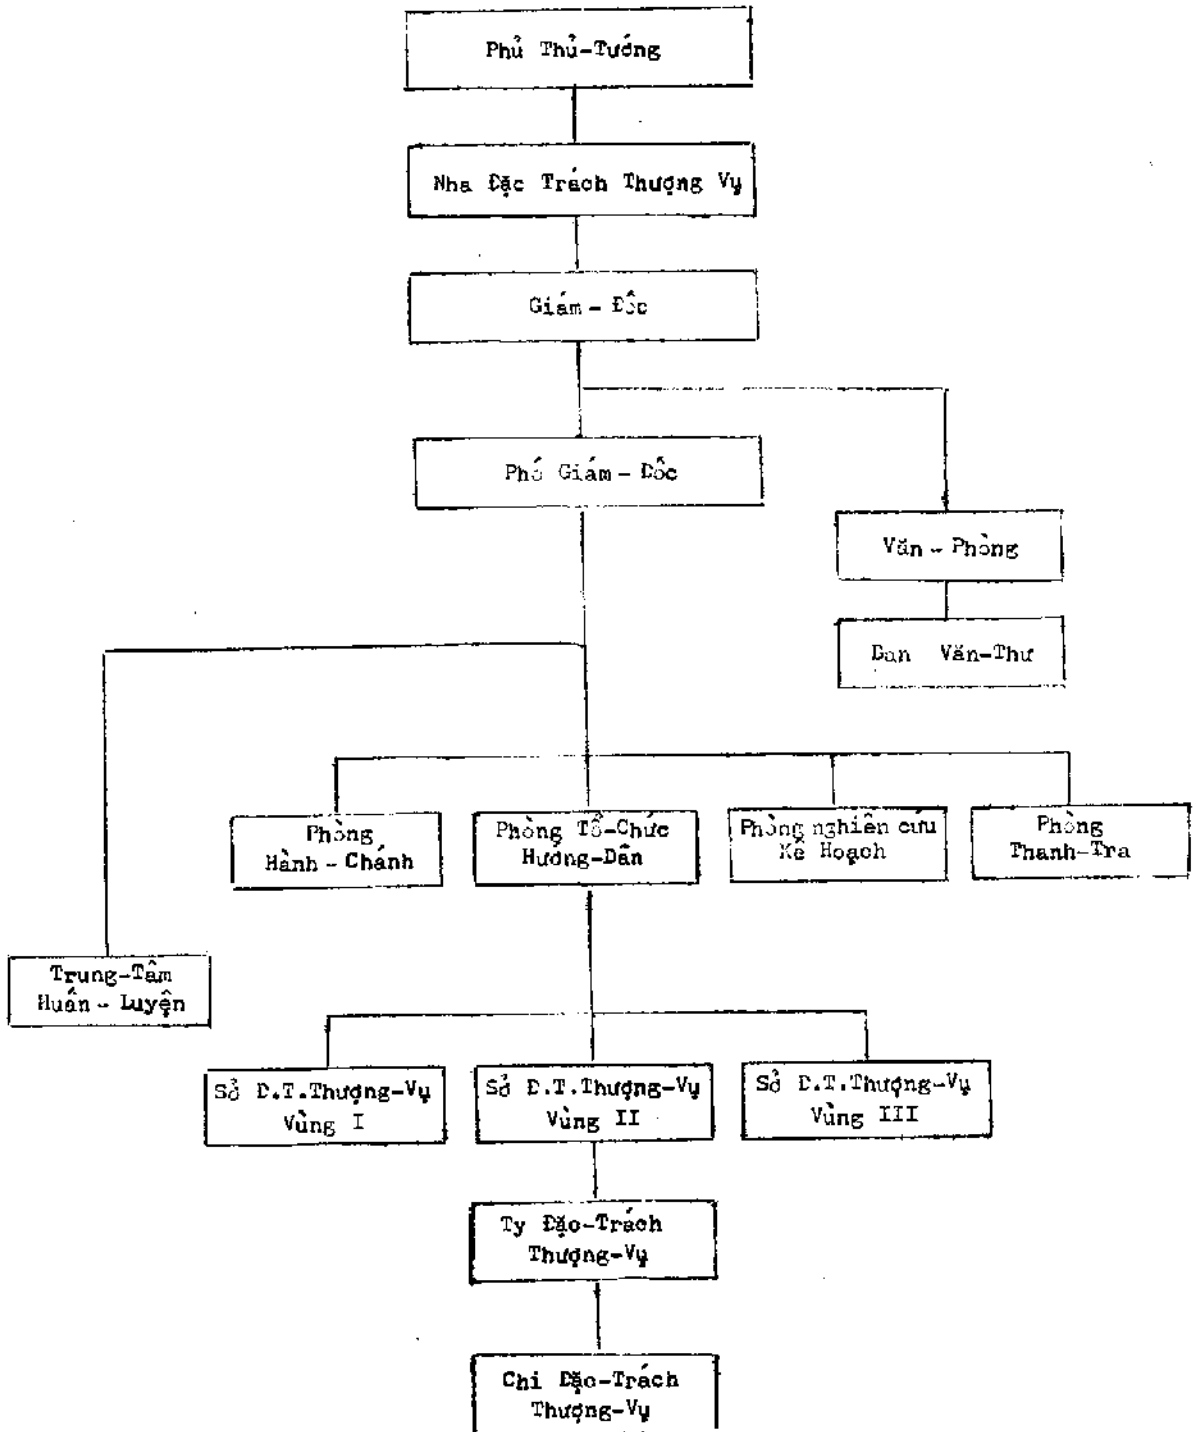 Phủ Thủ-Tướng
Nha Đặc Trách Thượng Vụ
Giám - Đốc
Phó Giám - Đốc
Văn - Phòng
Ban Văn-Thư
Phòng
Hành - Chánh
Phòng Tổ-Chức
Hướng-Dẫn
Phòng nghiên cứu
Kế Hoạch
Phòng
Thanh-Tra
Trung-Tâm
Huấn - Luyện
Sở Đ.T.Thượng-Vụ
Vùng I
Sở Đ.T.Thượng-Vụ
Vùng II
Sở Đ.T.Thượng-Vụ
Vùng III
Ty Đặc-Trách
Thượng-Vụ
Chi Đặc-Trách
Thượng-Vụ